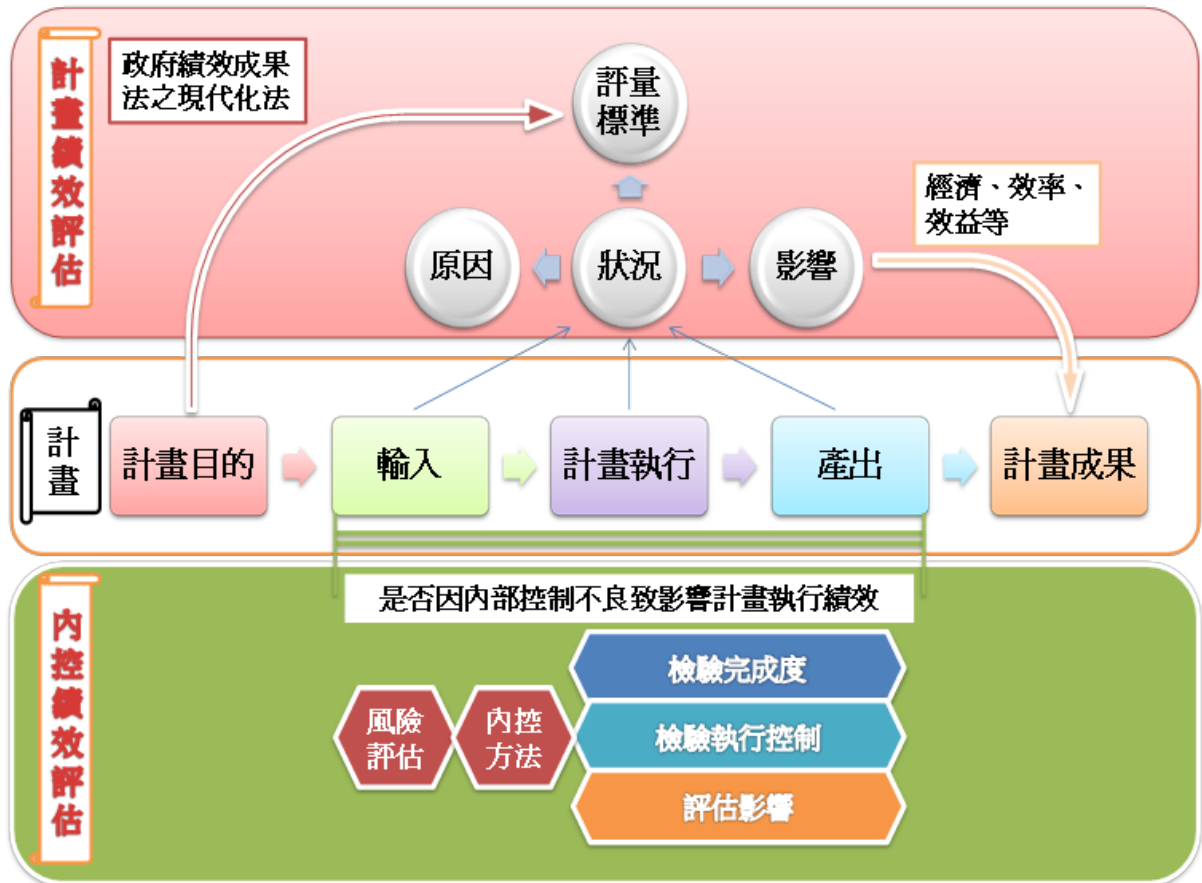 計畫績效評估
政府績效成果
法之現代化法
評量
標準
經濟、效率、
效益等
原因
狀況
影響
計畫
計畫目的
輸入
計畫執行
產出
計畫成果
內控績效評估
是否因內部控制不良致影響計畫執行績效
風險
評估
內控
方法
檢驗完成度
檢驗執行控制
評估影響